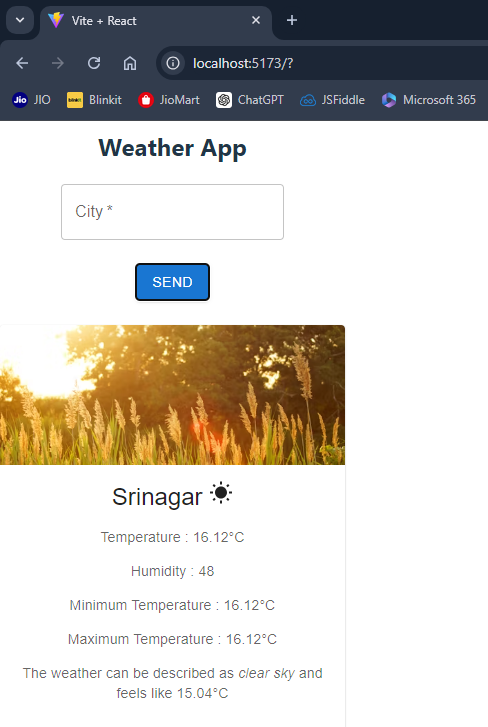 Vite + React
localhost:5173/?
Jio JIO blinkit Blinkit JioMart ChatGPT JSFiddle Microsoft 365
Weather App
City *
SEND
Srinagar
Temperature : 16.12°C
Humidity : 48
Minimum Temperature : 16.12°C
Maximum Temperature : 16.12°C
The weather can be described as clear sky and
feels like 15.04°C